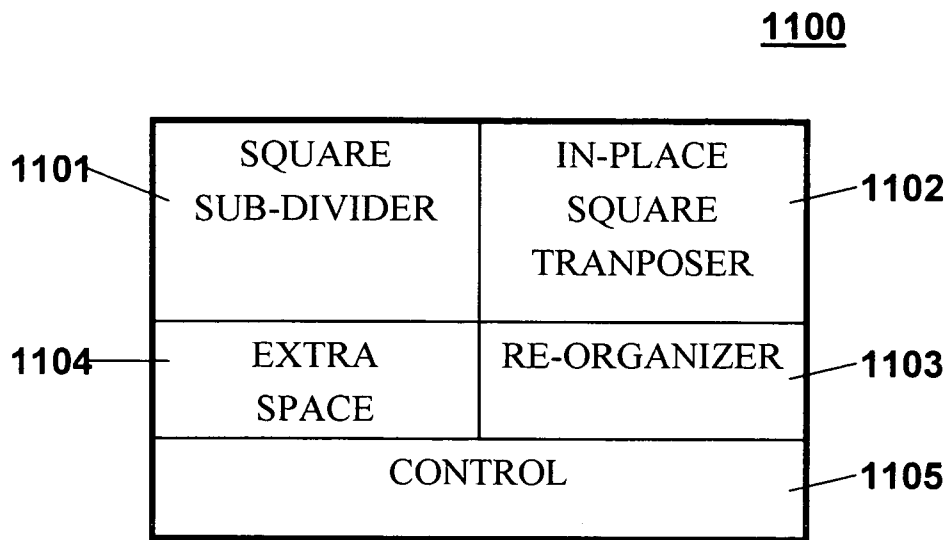 1100
1101
SQUARE
SUB-DIVIDER
IN-PLACE
SQUARE
TRANPOSER
1102
1104
EXTRA
SPACE
RE-ORGANIZER
1103
CONTROL
1105